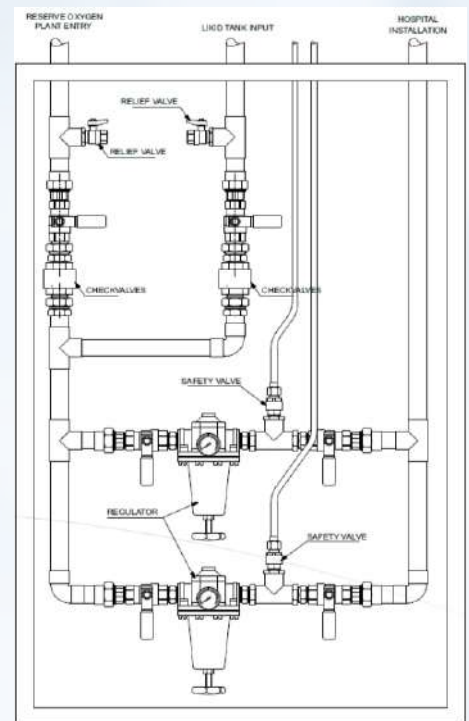 RESERVE OXYGEN
PLANT ENTRY
LIKID TANK INPUT
HOSPITAL
INSTALLATION
RELIEF VALVE
RELIEF VALVE
CHECKVALVES
CHECKVALVES
SAFETY VALVE
REGULATOR
SAFETY VALVE